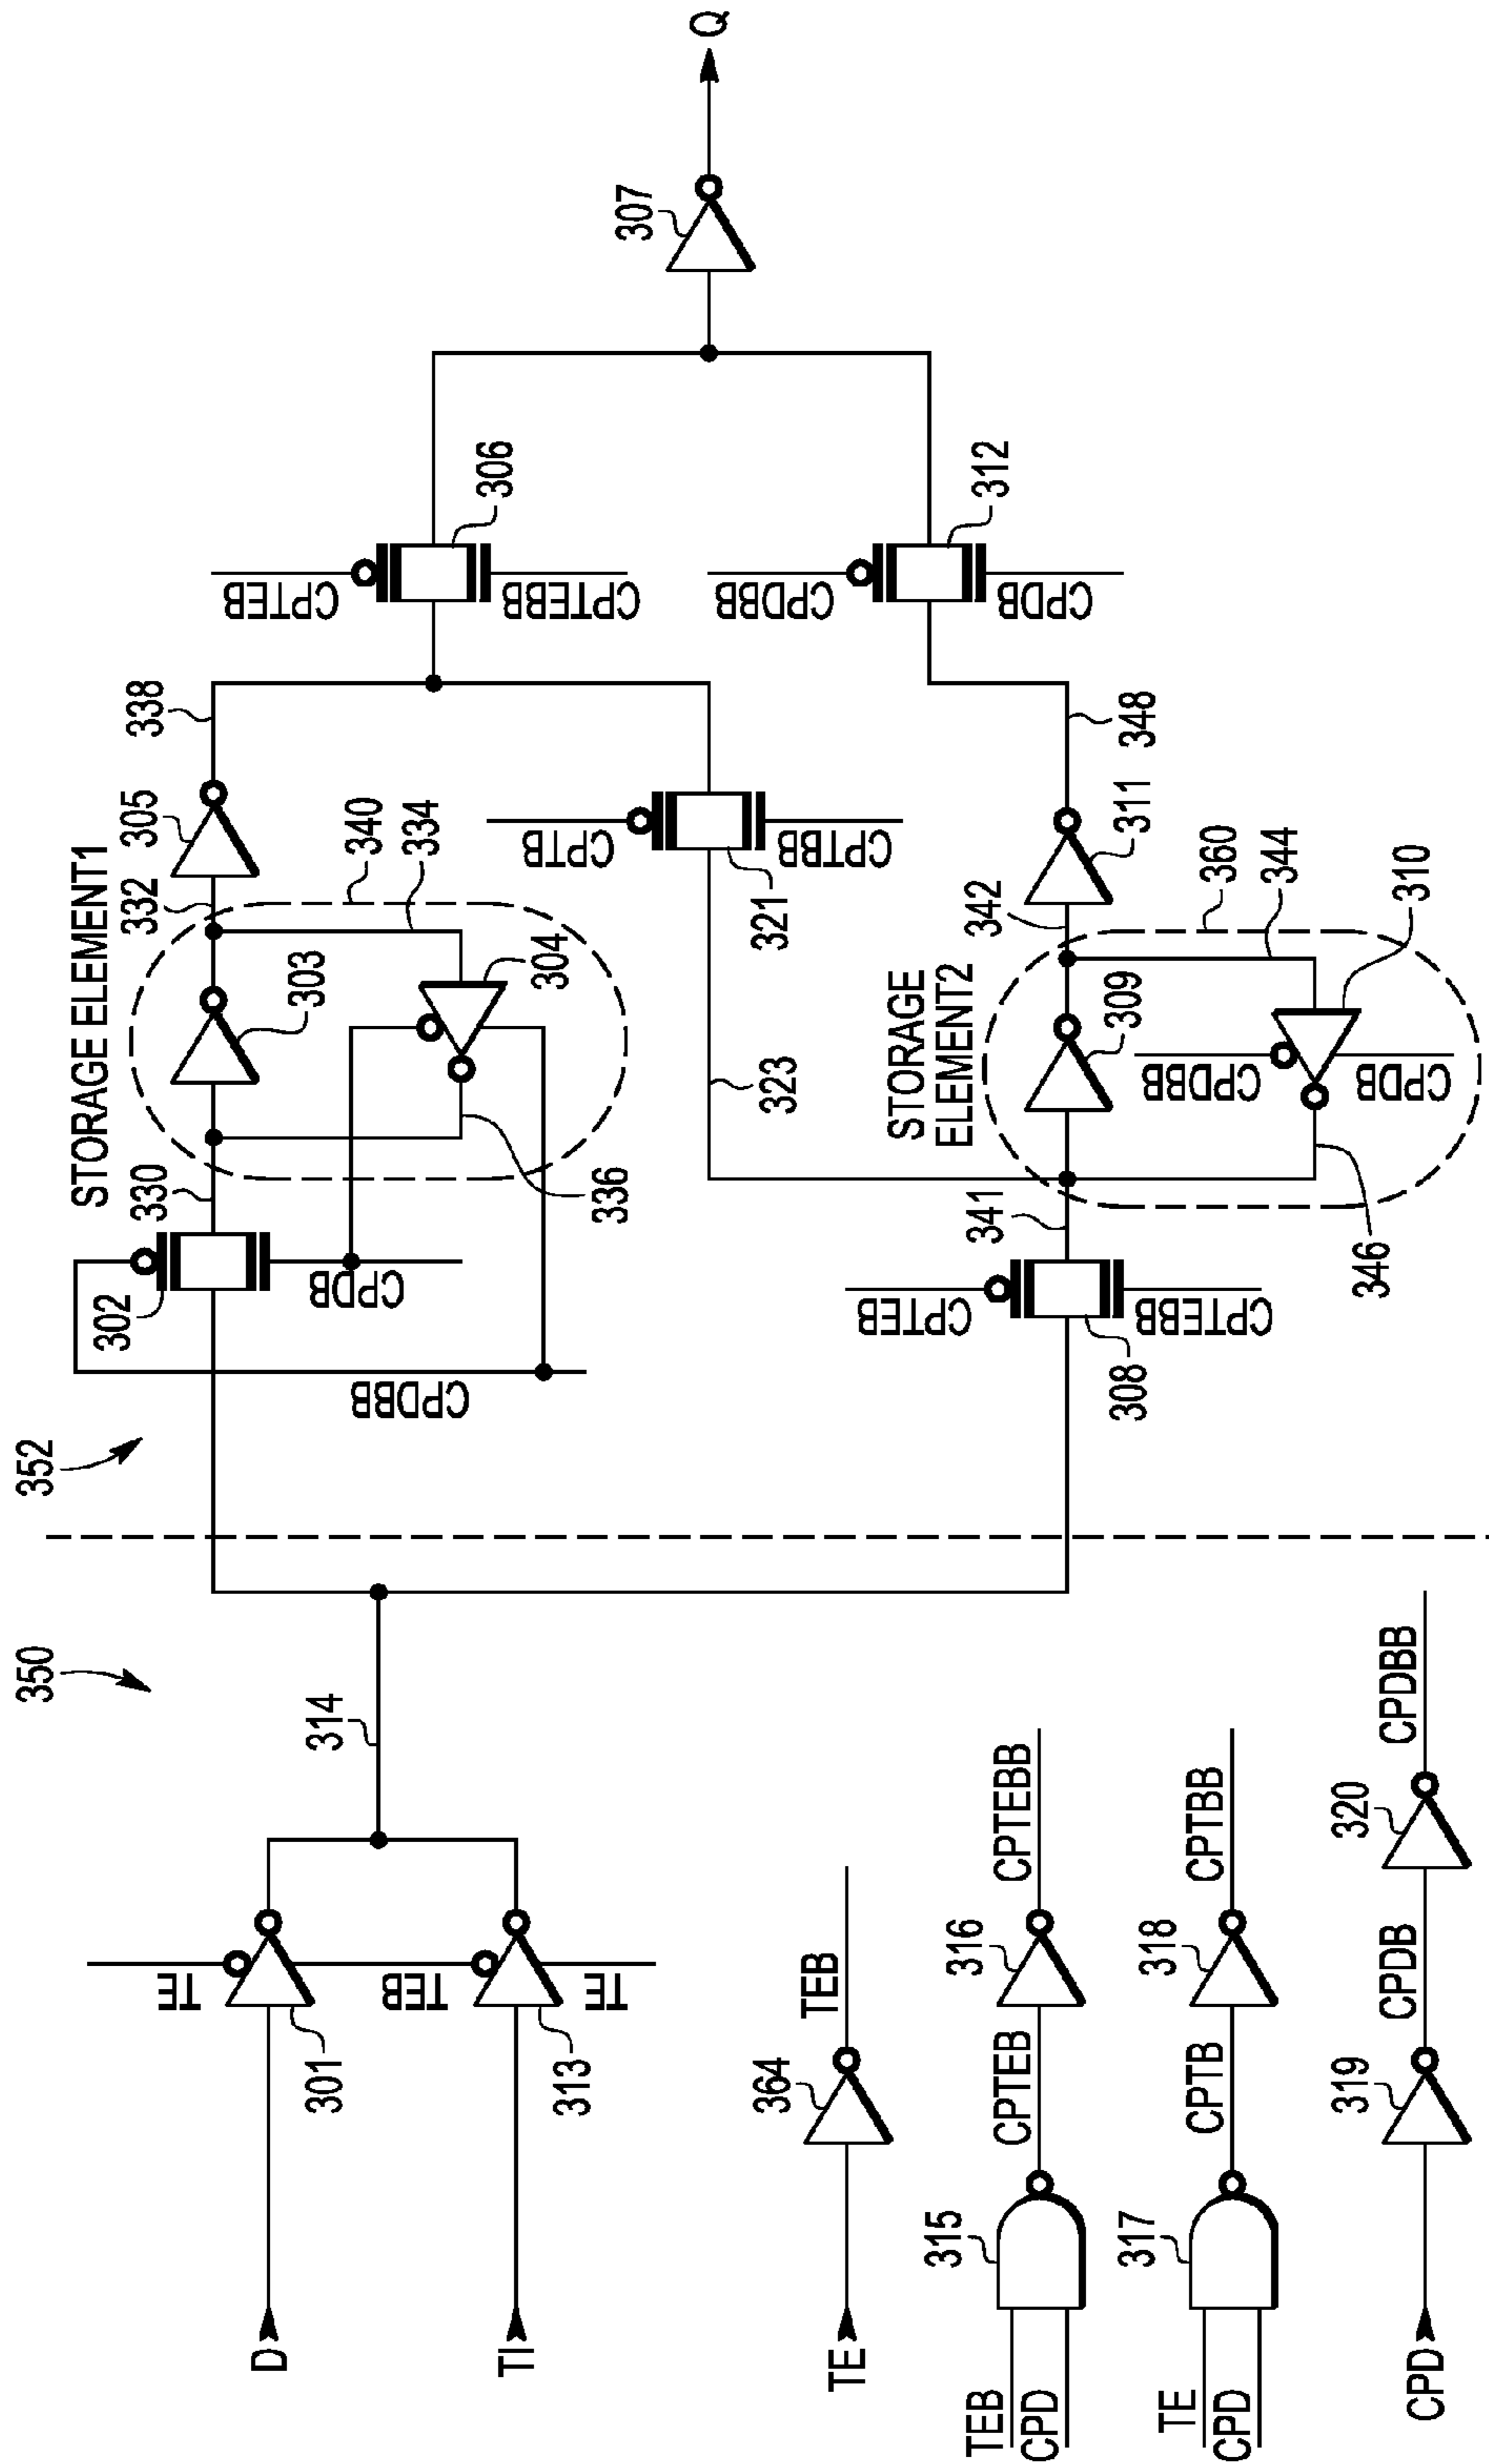 350
352
D
TI
TE
301
TEB
313
TE
314
TE
364
TEB
TEB
CPD
315
CPTEB
316
CPTEBB
TE
CPD
317
CPTB
318
CPTBB
CPD
319
CPDB
320
CPDBB
STORAGE ELEMENT1
302
330
CPDB
CPDBB
303
304
332
334
336
340
305
338
CPTEB
306
CPTEBB
CPTB
321
CPTBB
323
307
Q
CPTEB
308
CPTEBB
341
STORAGE
ELEMENT2
309
CPDBB
CPDB
310
342
344
346
360
311
348
CPDBB
312
CPDB